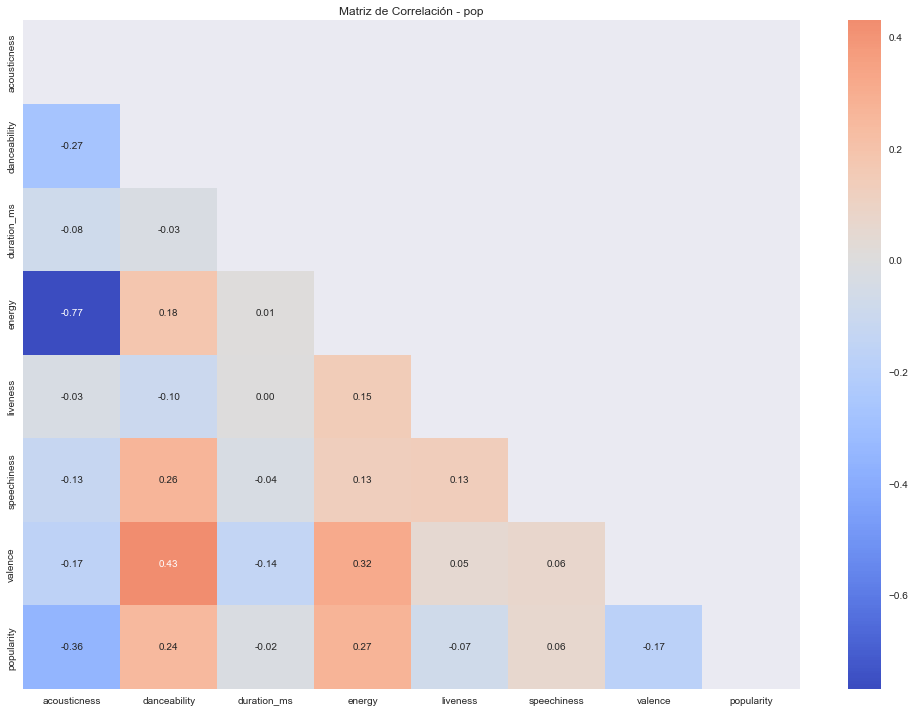 Matriz de Correlación - pop
acousticness
danceability -0.27
duration_ms -0.08 -0.03
energy -0.77 0.18 0.01
liveness -0.03 -0.10 0.00 0.15
speechiness -0.13 0.26 -0.04 0.13 0.13
valence -0.17 0.43 -0.14 0.32 0.05 0.06
popularity -0.36 0.24 -0.02 0.27 -0.07 0.06 -0.17
acousticness danceability duration_ms energy liveness speechiness valence popularity
0.4
0.2
0.0
−0.2
−0.4
−0.6